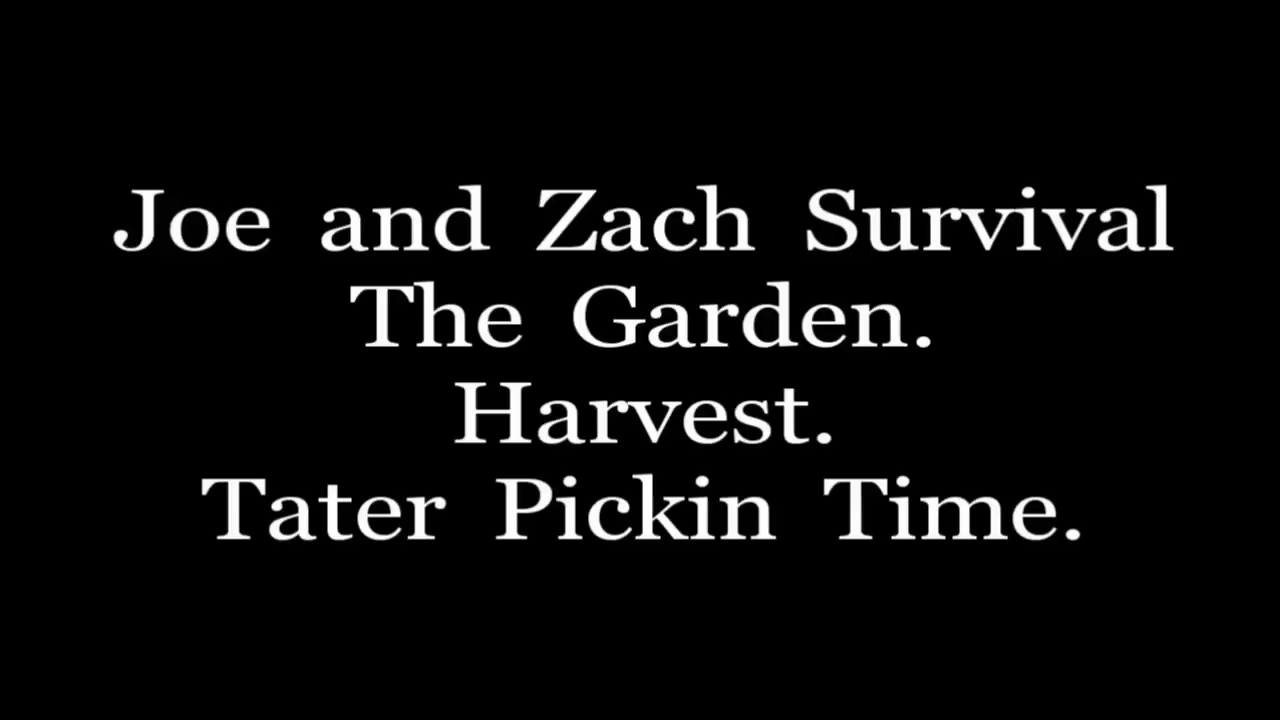 Joe and Zach Survival
The Garden.
Harvest.
Tater Pickin Time.